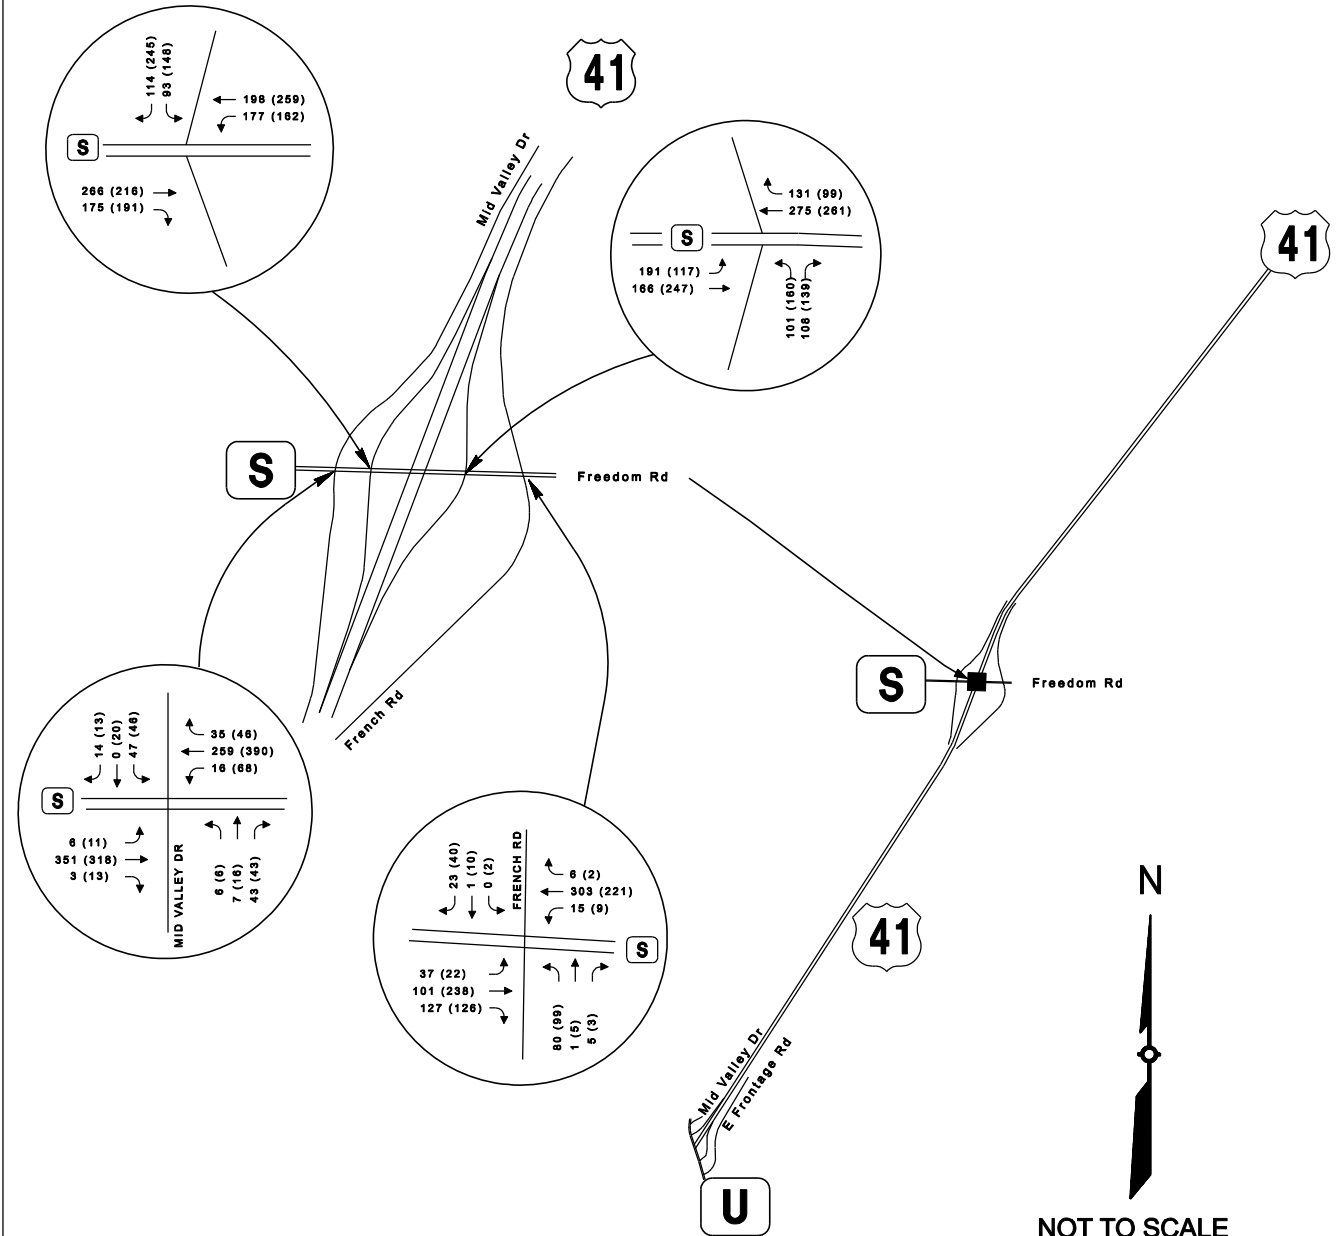 114 (245)
93 (148)
198 (259)
177 (162)
S
266 (216)
175 (191)
41
Mid Valley Dr
131 (99)
275 (261)
S
191 (117)
166 (247)
101 (160)
108 (139)
41
S
Freedom Rd
S
Freedom Rd
French Rd
14 (13)
0 (20)
47 (46)
35 (46)
259 (390)
16 (68)
S
6 (11)
351 (318)
3 (13)
MID VALLEY DR
6 (6)
7 (16)
43 (43)
23 (40)
1 (10)
0 (2)
FRENCH RD
6 (2)
303 (221)
15 (9)
S
37 (22)
101 (238)
127 (126)
80 (99)
1 (5)
5 (3)
41
N
Mid Valley Dr
E Frontage Rd
U
NOT TO SCALE